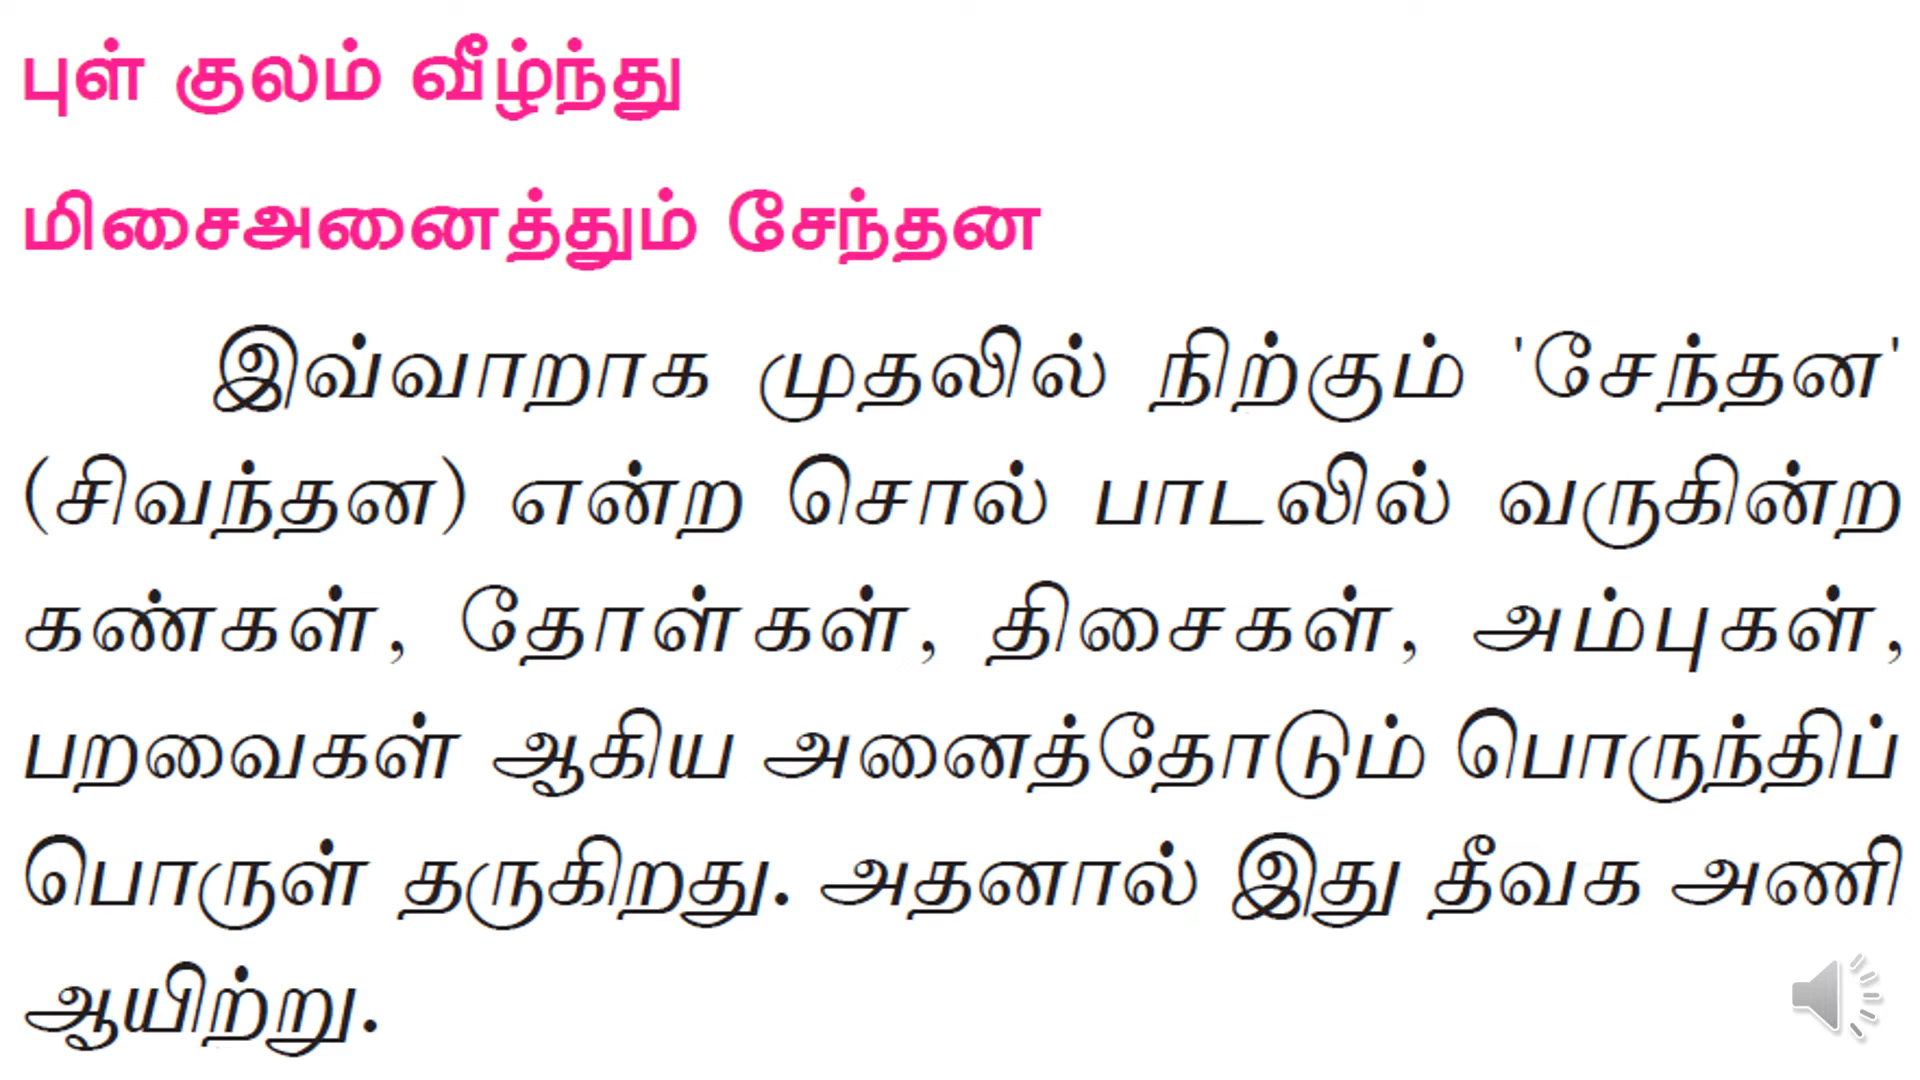 புள் குலம் வீழ்ந்து
மிசைஅனைத்தும் சேந்தன
இவ்வாறாக முதலில் நிற்கும் 'சேந்தன'
(சிவந்தன) என்ற சொல் பாடலில் வருகின்ற
கண்கள், தோள்கள், திசைகள், அம்புகள்,
பறவைகள் ஆகிய அனைத்தோடும் பொருந்திப்
பொருள் தருகிறது. அதனால் இது தீவக அணி
ஆயிற்று.